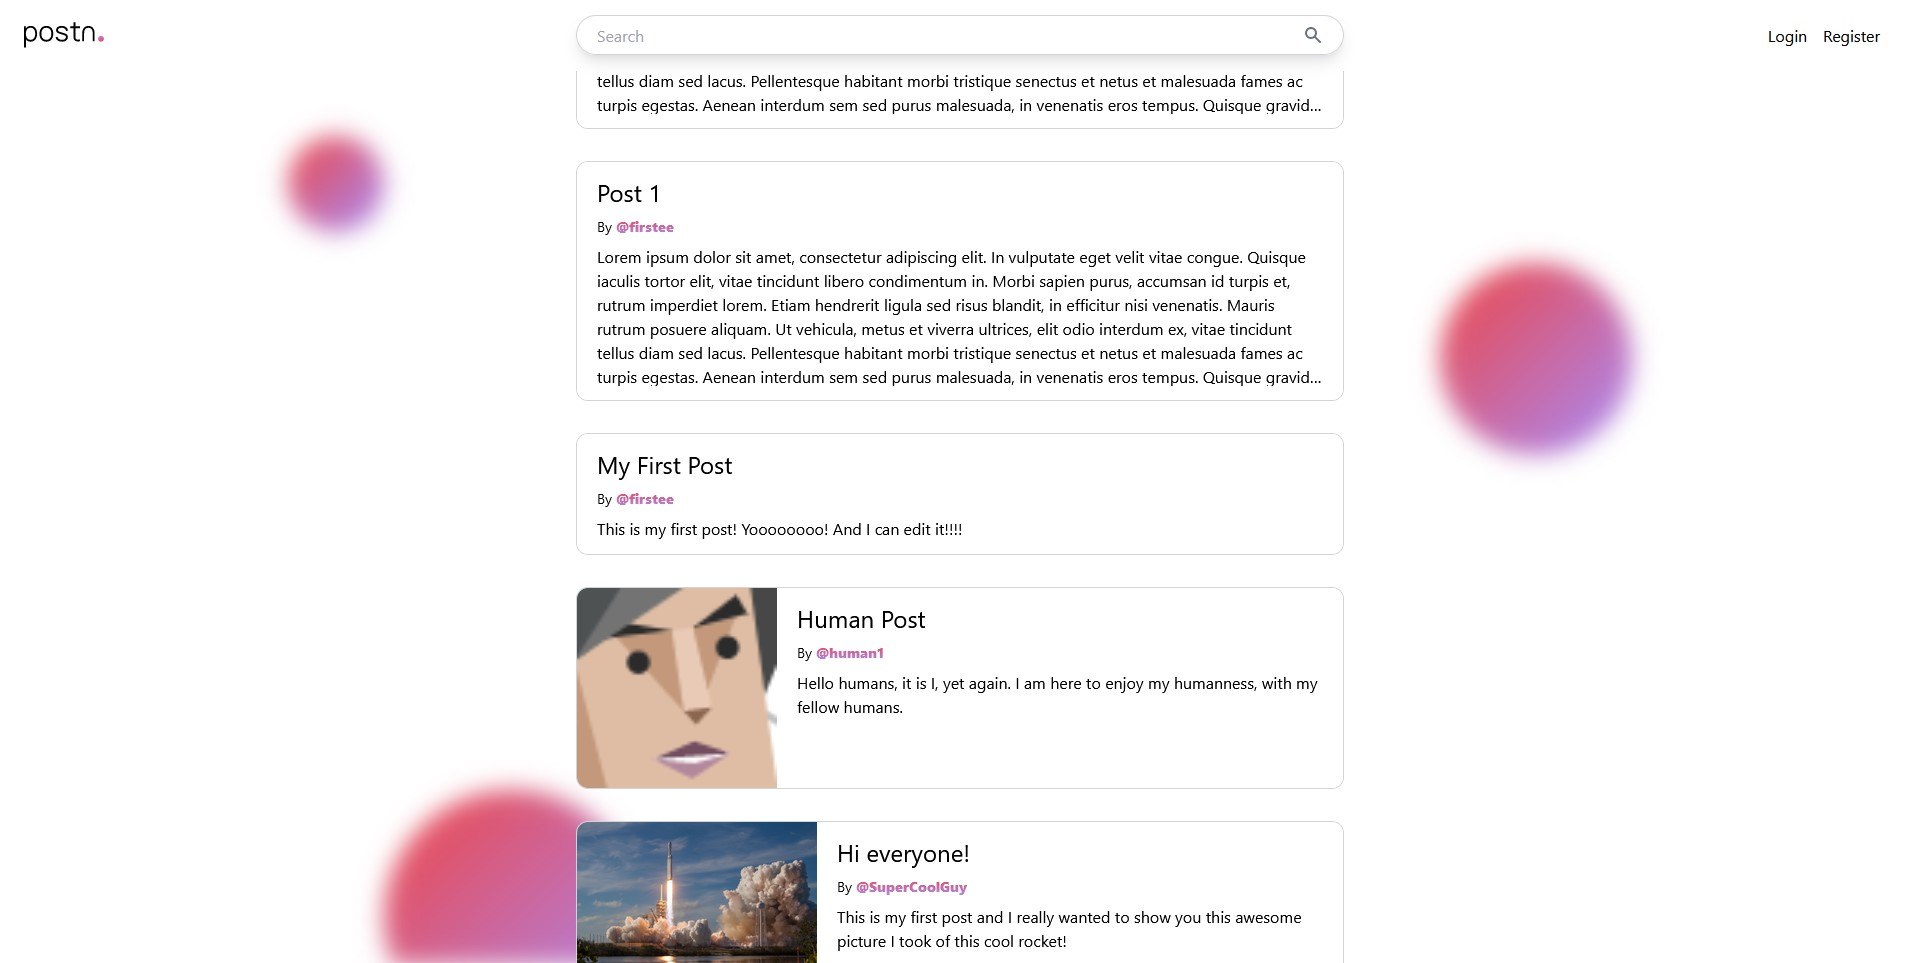 postn.
Search
Login
Register
tellus diam sed lacus. Pellentesque habitant morbi tristique senectus et netus et malesuada fames ac
turpis egestas. Aenean interdum sem sed purus malesuada, in venenatis eros tempus. Quisque gravid...
Post 1
By @firstee
Lorem ipsum dolor sit amet, consectetur adipiscing elit. In vulputate eget velit vitae congue. Quisque
iaculis tortor elit, vitae tincidunt libero condimentum in. Morbi sapien purus, accumsan id turpis et,
rutrum imperdiet lorem. Etiam hendrerit ligula sed risus blandit, in efficitur nisi venenatis. Mauris
rutrum posuere aliquam. Ut vehicula, metus et viverra ultrices, elit odio interdum ex, vitae tincidunt
tellus diam sed lacus. Pellentesque habitant morbi tristique senectus et netus et malesuada fames ac
turpis egestas. Aenean interdum sem sed purus malesuada, in venenatis eros tempus. Quisque gravid...
My First Post
By @firstee
This is my first post! Yoooooooo! And I can edit it!!!!
Human Post
By @human1
Hello humans, it is I, yet again. I am here to enjoy my humanness, with my
fellow humans.
Hi everyone!
By @SuperCoolGuy
This is my first post and I really wanted to show you this awesome
picture I took of this cool rocket!